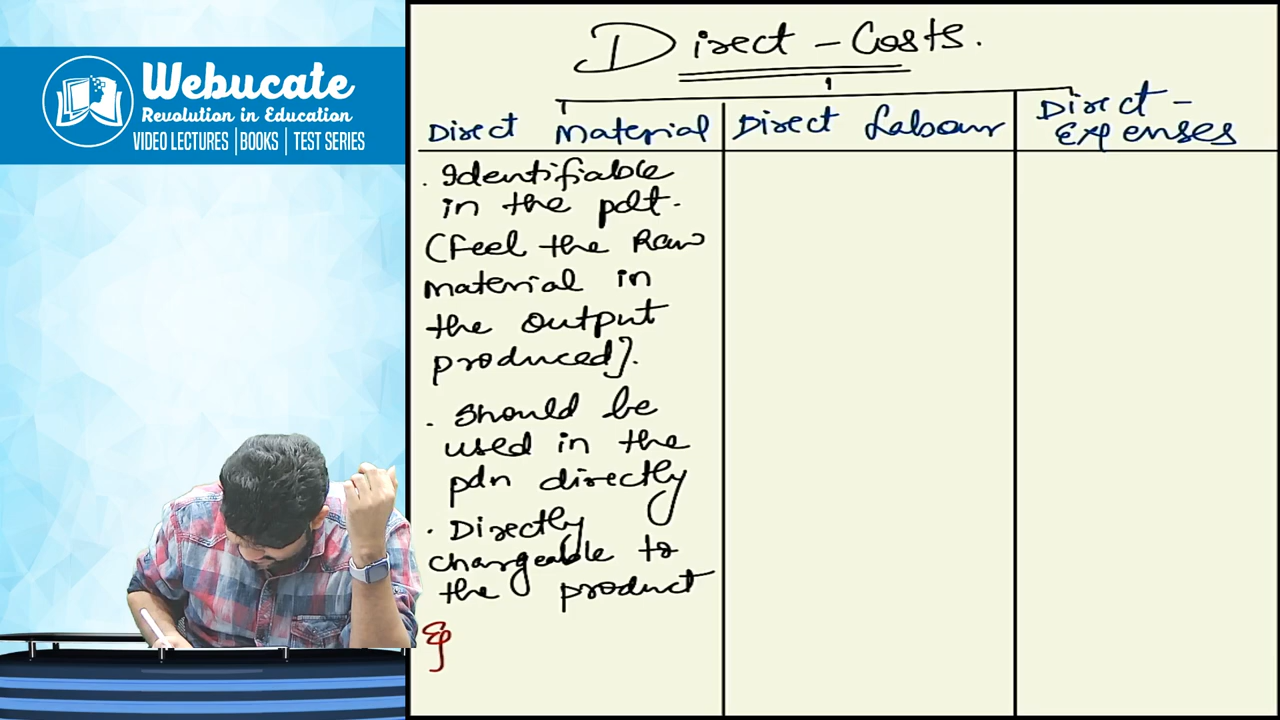 Webucate
Revolution in Education
VIDEO LECTURES | BOOKS | TEST SERIES
Direct - Costs.
Direct Material
Direct Labour
Direct -
Expenses
. Identifiable
in the pdt.
(Feel the Raw
material in
the output
produced].
. Should be
used in the
pdn directly
. Directly
chargeable to
the product
Eg